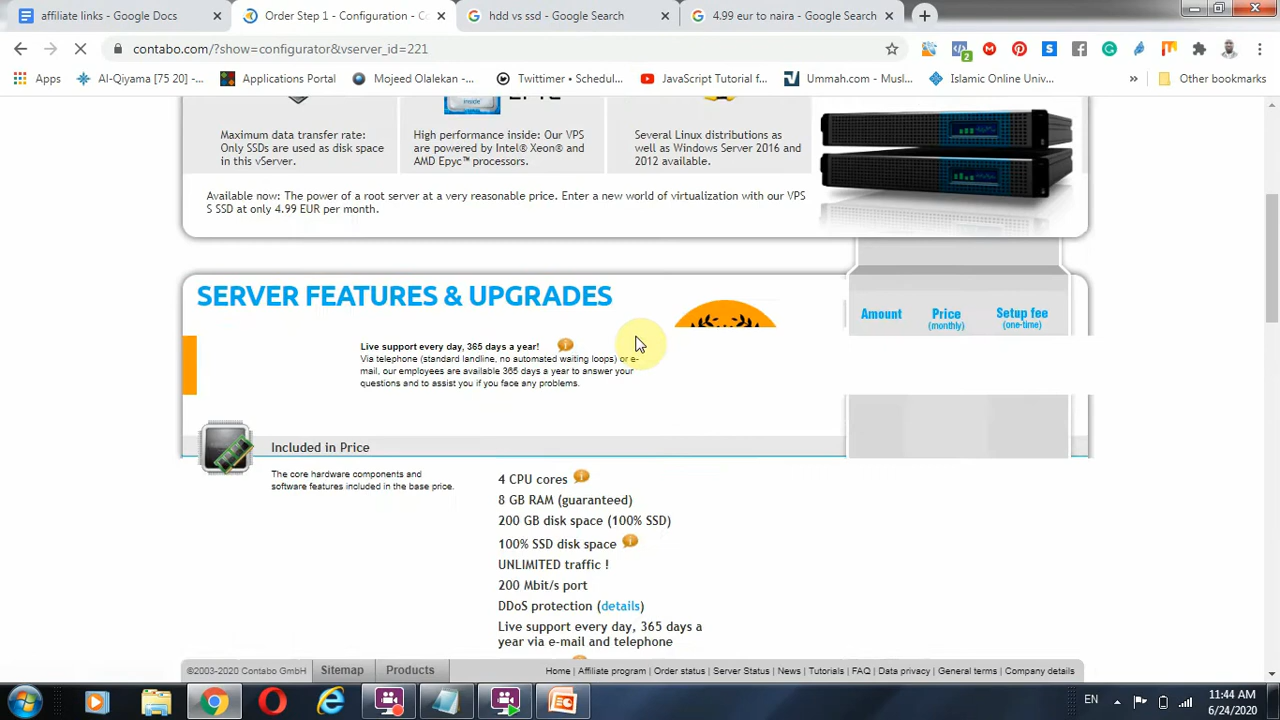 affiliate links - Google Docs
Order Step 1 - Configuration - Co
hdd vs ssd - Google Search
4.99 eur to naira - Google Search
contabo.com/?show=configurator&vserver_id=221
2
Apps
Al-Qiyama [75 20] -...
Applications Portal
Mojeed Olalekan...
Twittimer • Schedul...
JavaScript Tutorial f...
Ummah.com - Musl...
Islamic Online Univ...
»
Other bookmarks
Maximum data transfer rate:
Only SSDs are used as disk space
in this vServer.
inside
High performance inside: Our VPS
are powered by Intel® Xeon® and
AMD Epyc™ processors.
Several Linux distributions as
well as Windows Server 2016 and
2012 available.
Available now: The power of a root server at a very reasonable price. Enter a new world of virtualization with our VPS
S SSD at only 4.99 EUR per month.
SERVER FEATURES & UPGRADES
Amount
Price
(monthly)
Setup fee
(one-time)
Live support every day, 365 days a year!
Via telephone (standard landline, no automated waiting loops) or e-
mail, our employees are available 365 days a year to answer your
questions and to assist you if you face any problems.
Included in Price
The core hardware components and
software features included in the base price.
4 CPU cores
8 GB RAM (guaranteed)
200 GB disk space (100% SSD)
100% SSD disk space
UNLIMITED traffic !
200 Mbit/s port
DDoS protection (details)
Live support every day, 365 days a
year via e-mail and telephone
©2003-2020 Contabo GmbH
Sitemap
Products
Home | Affiliate program | Order status | Server Status | News | Tutorials | FAQ | Data privacy | General terms | Company details
EN
11:44 AM
6/24/2020